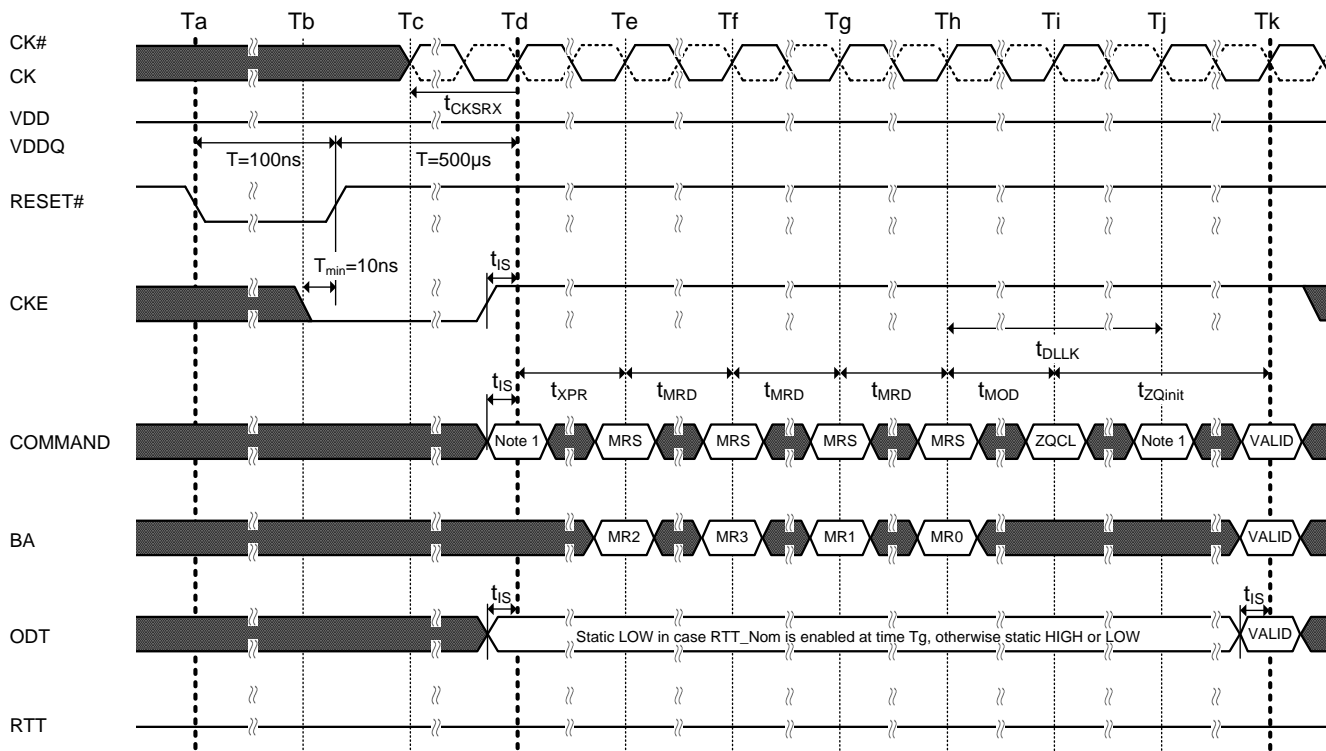 Ta Tb Tc Td Te Tf Tg Th Ti Tj Tk
CK#
CK
tCKSRX
VDD
VDDQ
T=100ns T=500µs
RESET#
Tmin=10ns
tIS
CKE
tDLLK
tIS
tXPR tMRD tMRD tMRD tMOD tZQinit
COMMAND Note 1 MRS MRS MRS MRS ZQCL Note 1 VALID
BA MR2 MR3 MR1 MR0 VALID
tIS tIS
ODT Static LOW in case RTT_Nom is enabled at time Tg, otherwise static HIGH or LOW VALID
RTT